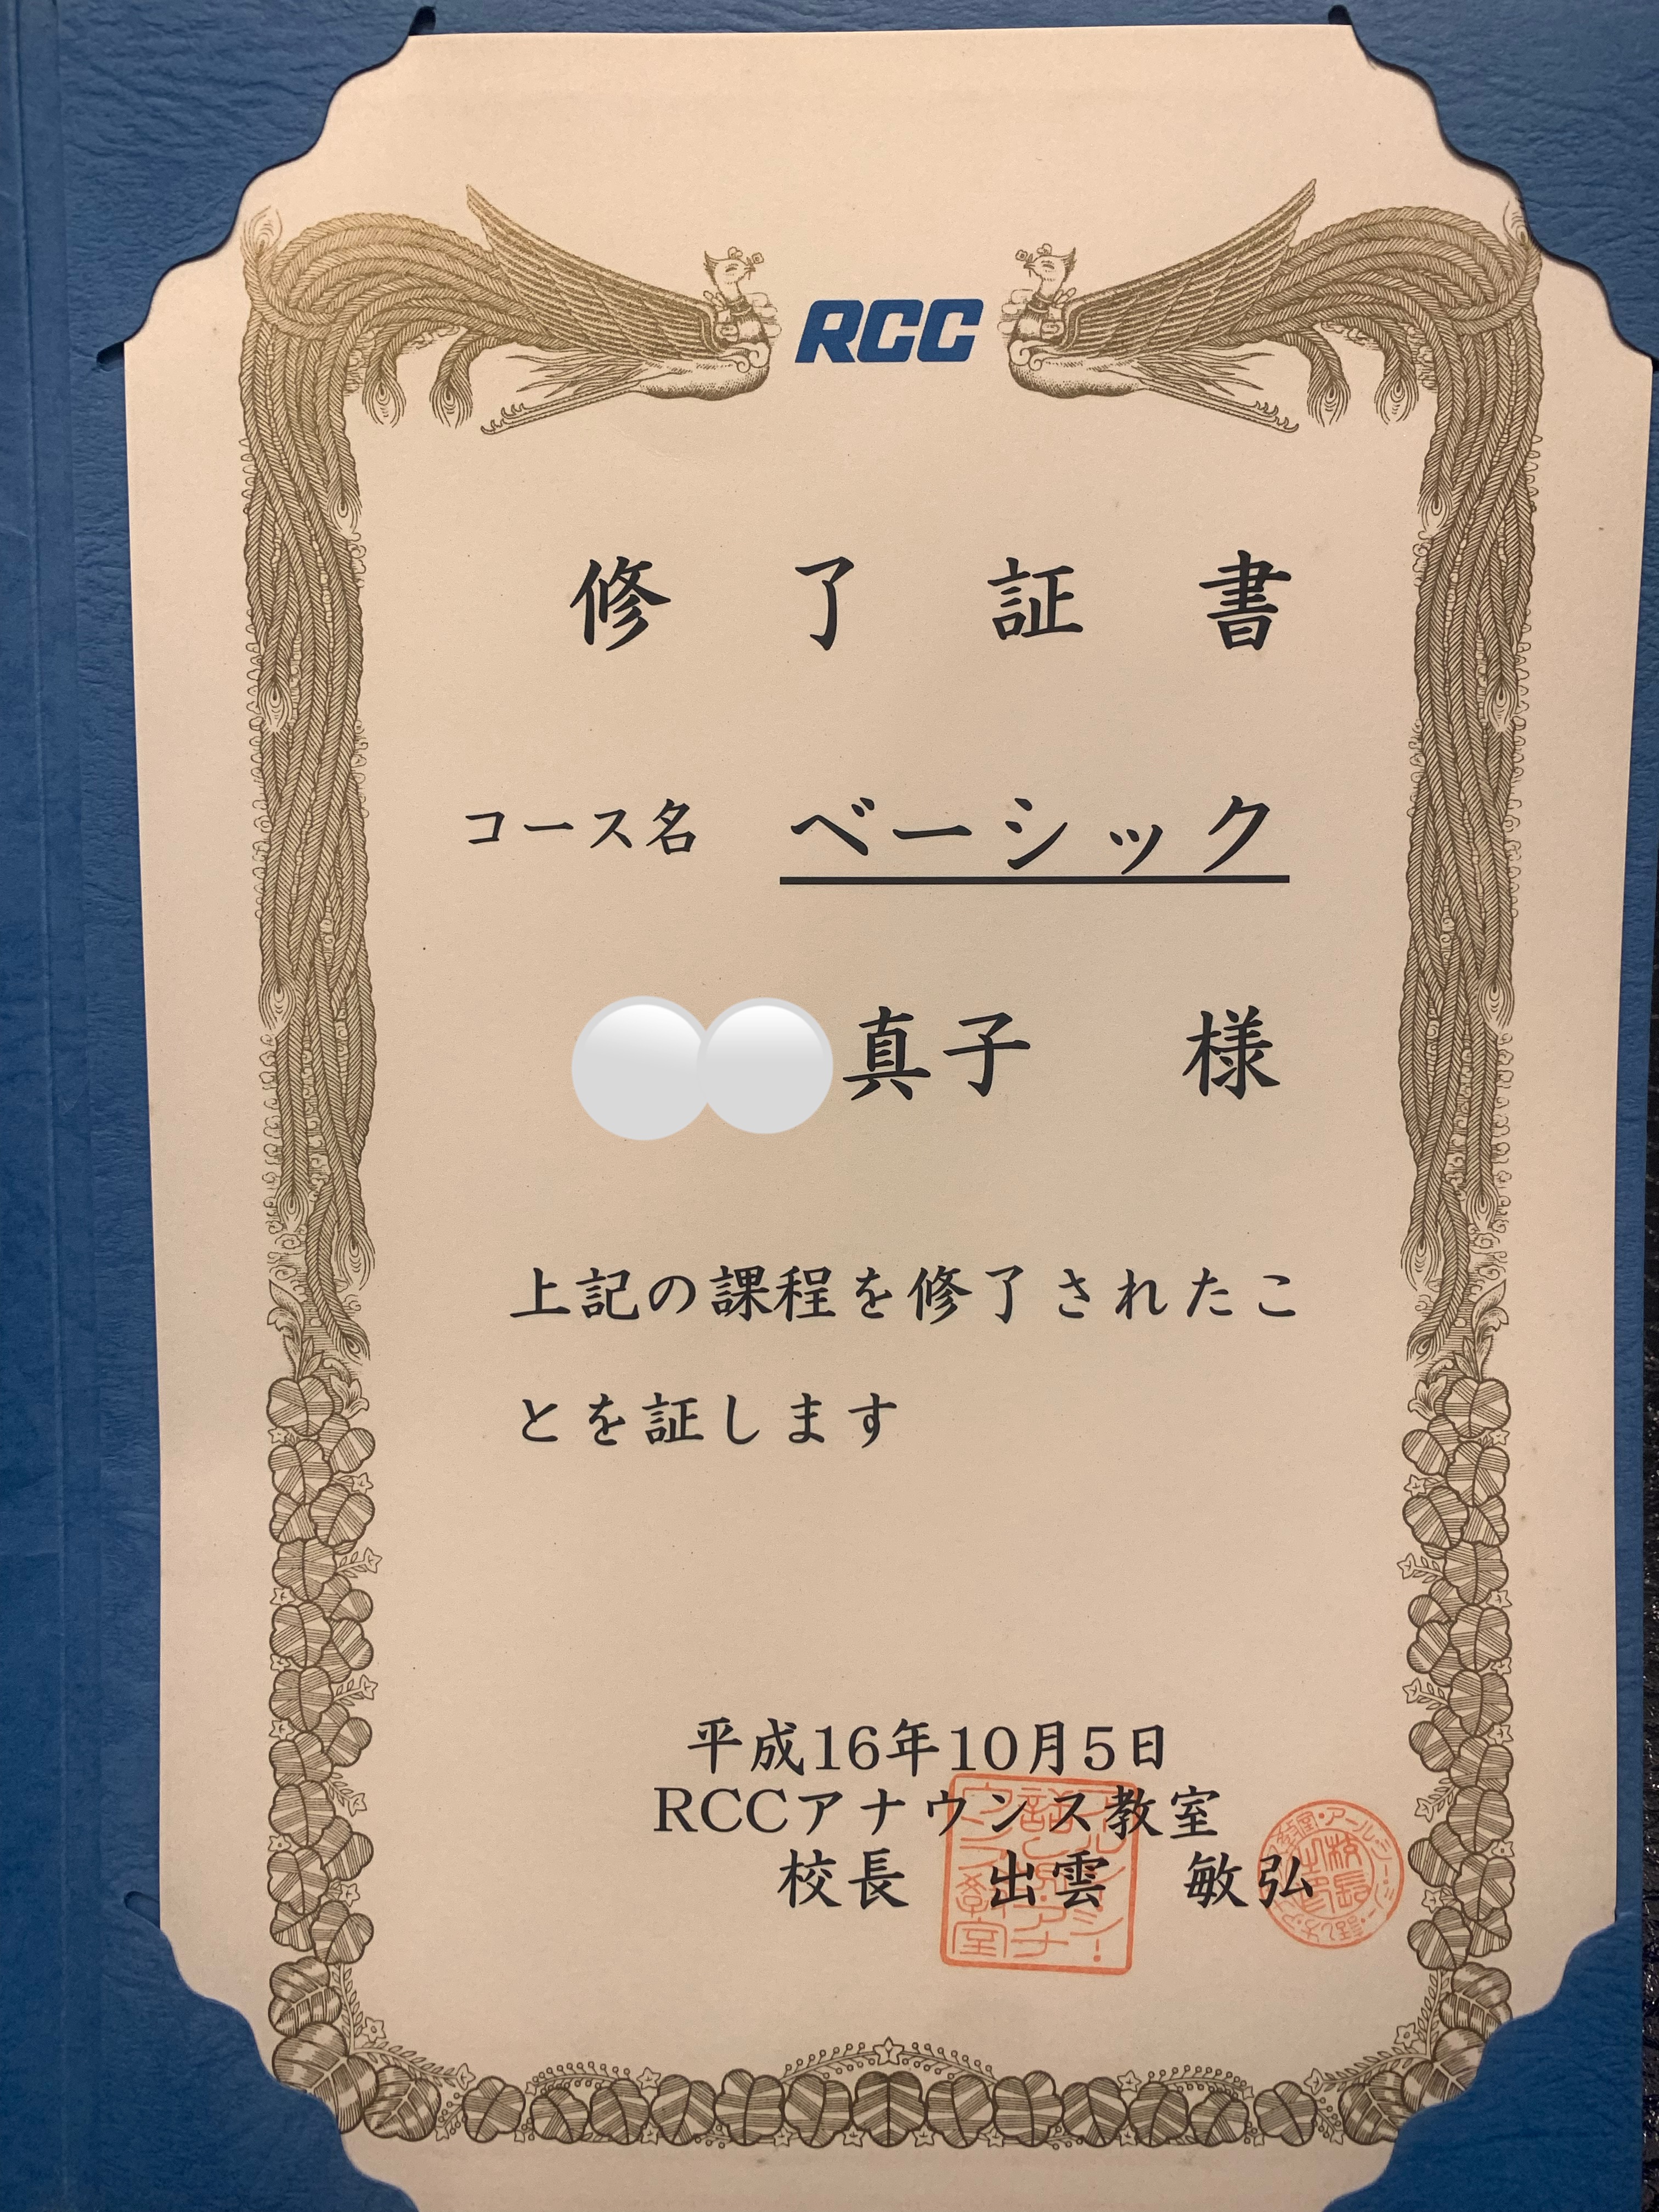 RCC
修了証書
コース名 ベーシック
真子 様
上記の課程を修了されたこ
とを証します
平成16年10月5日
RCCアナウンス教室
校長 出雲 敏弘